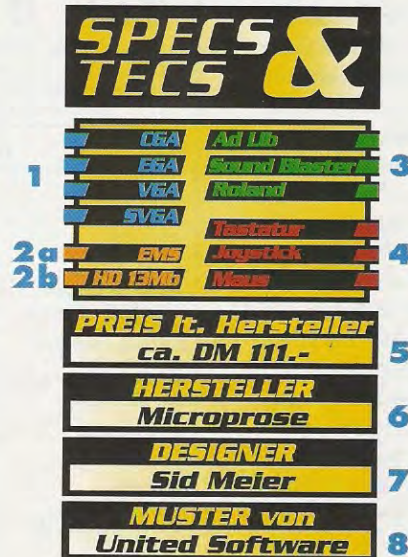 SPECS &
TECS
CGA Ad Lib
1 EGA Sound Blaster 3
VGA Roland
SVGA
Tastatur
2a EMS Joystick 4
2b HD 13Mb Maus
PREIS lt. Hersteller
ca. DM 111.- 5
HERSTELLER
Microprose 6
DESIGNER
Sid Meier 7
MUSTER von
United Software 8